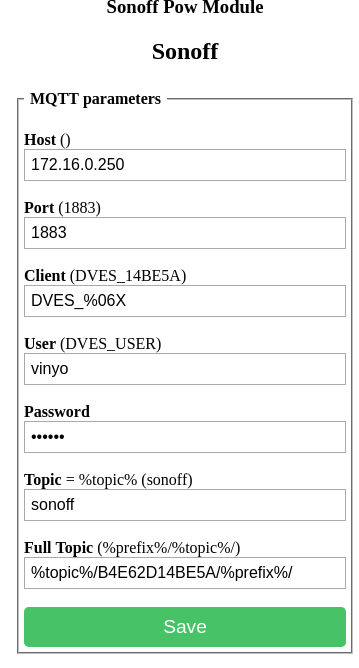 Sonoff Pow Module
Sonoff
MQTT parameters
Host ()
172.16.0.250
Port (1883)
1883
Client (DVES_14BE5A)
DVES_%06X
User (DVES_USER)
vinyo
Password
••••••
Topic = %topic% (sonoff)
sonoff
Full Topic (%prefix%/%topic%/)
%topic%/B4E62D14BE5A/%prefix%/
Save